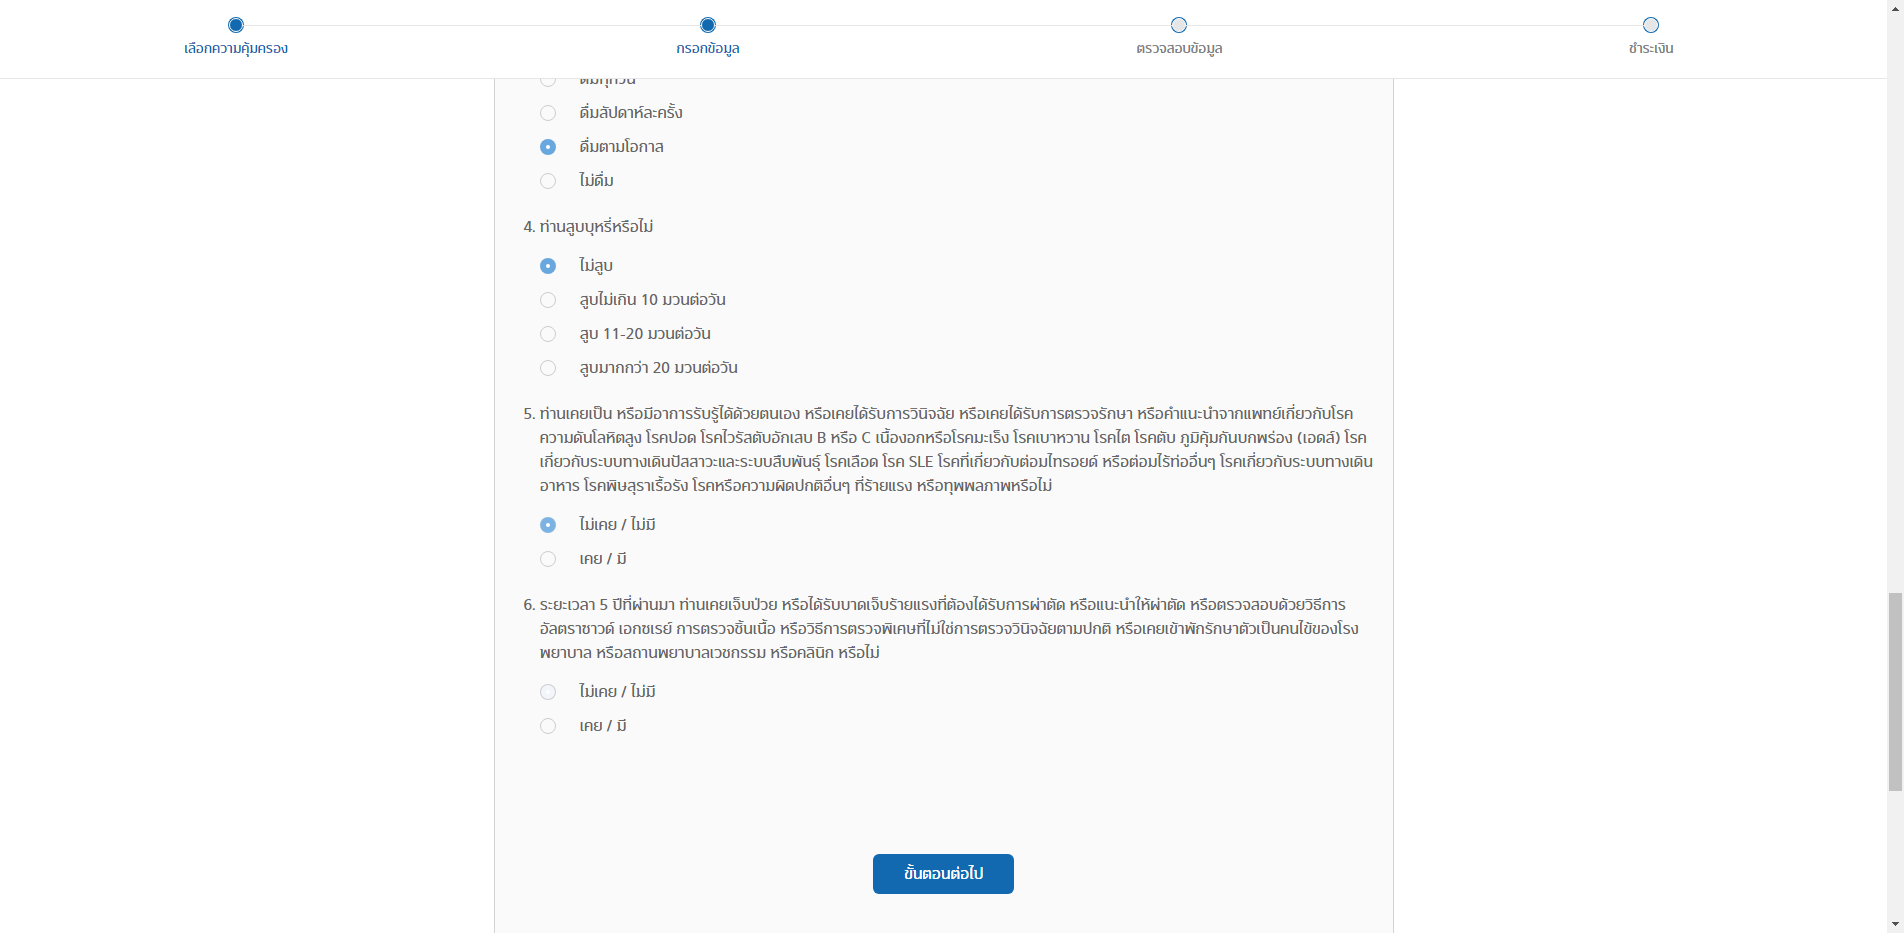 เลือกความคุ้มครอง
กรอกข้อมูล
ตรวจสอบข้อมูล
ชำระเงิน
ดื่มทุกวัน
ดื่มสัปดาห์ละครั้ง
ดื่มตามโอกาส
ไม่ดื่ม
4. ท่านสูบบุหรี่หรือไม่
ไม่สูบ
สูบไม่เกิน 10 มวนต่อวัน
สูบ 11-20 มวนต่อวัน
สูบมากกว่า 20 มวนต่อวัน
5. ท่านเคยเป็น หรือมีอาการรับรู้ได้ด้วยตนเอง หรือเคยได้รับการวินิจฉัย หรือเคยได้รับการตรวจรักษา หรือคำแนะนำจากแพทย์เกี่ยวกับโรค
ความดันโลหิตสูง โรคปอด โรคไวรัสตับอักเสบ B หรือ C เนื้องอกหรือโรคมะเร็ง โรคเบาหวาน โรคไต โรคตับ ภูมิคุ้มกันบกพร่อง (เอดส์) โรค
เกี่ยวกับระบบทางเดินปัสสาวะและระบบสืบพันธุ์ โรคเลือด โรค SLE โรคที่เกี่ยวกับต่อมไทรอยด์ หรือต่อมไร้ท่ออื่นๆ โรคเกี่ยวกับระบบทางเดิน
อาหาร โรคพิษสุราเรื้อรัง โรคหรือความผิดปกติอื่นๆ ที่ร้ายแรง หรือทุพพลภาพหรือไม่
ไม่เคย / ไม่มี
เคย / มี
6. ระยะเวลา 5 ปีที่ผ่านมา ท่านเคยเจ็บป่วย หรือได้รับบาดเจ็บร้ายแรงที่ต้องได้รับการผ่าตัด หรือแนะนำให้ผ่าตัด หรือตรวจสอบด้วยวิธีการ
อัลตราซาวด์ เอกซเรย์ การตรวจชิ้นเนื้อ หรือวิธีการตรวจพิเศษที่ไม่ใช่การตรวจวินิจฉัยตามปกติ หรือเคยเข้าพักรักษาตัวเป็นคนไข้ของโรง
พยาบาล หรือสถานพยาบาลเวชกรรม หรือคลินิก หรือไม่
ไม่เคย / ไม่มี
เคย / มี
ขั้นตอนต่อไป